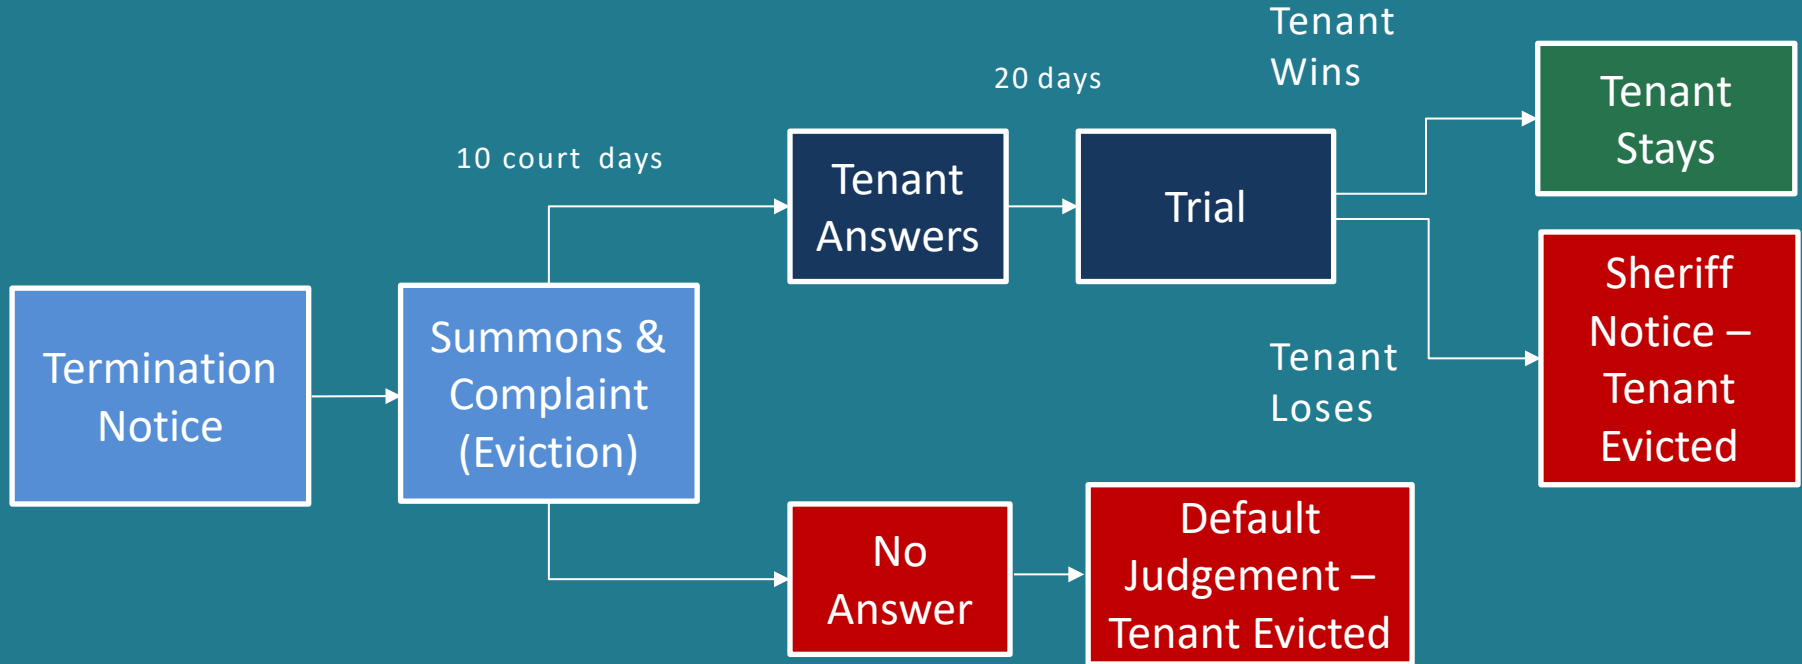 Termination
Notice
Summons &
Complaint
(Eviction)
10 court days
Tenant
Answers
20 days
Trial
Tenant
Wins
Tenant
Stays
Tenant
Loses
Sheriff
Notice –
Tenant
Evicted
No
Answer
Default
Judgement –
Tenant Evicted